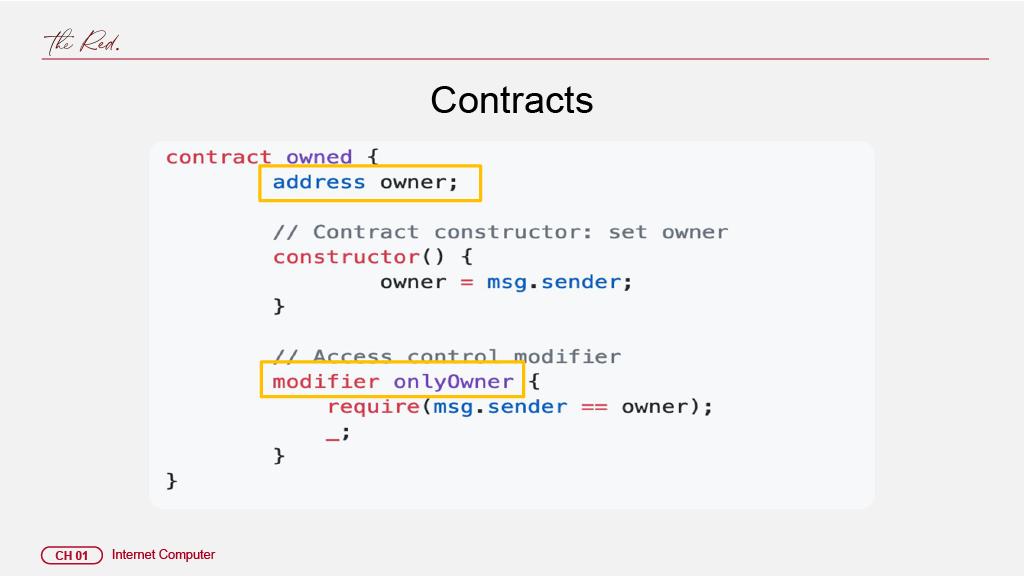 the Red.
Contracts
contract owned {
address owner;
// Contract constructor: set owner
constructor() {
owner = msg.sender;
}
// Access control modifier
modifier onlyOwner {
require(msg.sender == owner);
_;
}
}
CH 01 Internet Computer